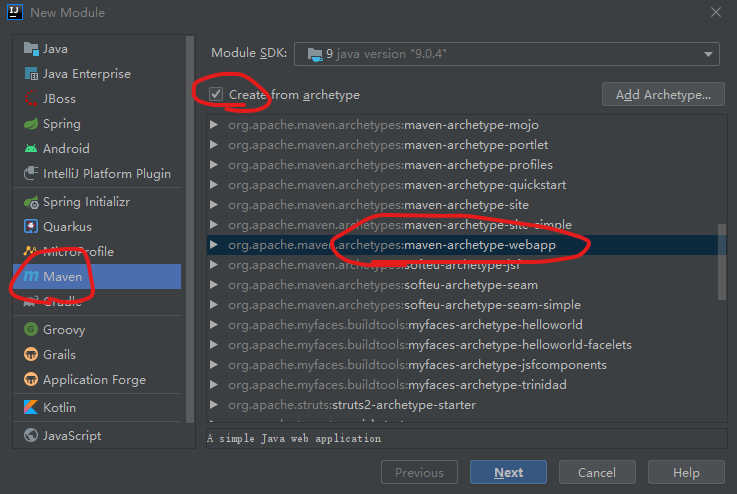 New Module
Java
Java Enterprise
JBoss
Spring
Android
IntelliJ Platform Plugin
Spring Initializr
Quarkus
MicroProfile
Maven
Gradle
Groovy
Grails
Application Forge
Kotlin
JavaScript
Module SDK: 9 java version "9.0.4"
Create from archetype Add Archetype...
org.apache.maven.archetypes:maven-archetype-mojo
org.apache.maven.archetypes:maven-archetype-portlet
org.apache.maven.archetypes:maven-archetype-profiles
org.apache.maven.archetypes:maven-archetype-quickstart
org.apache.maven.archetypes:maven-archetype-site
org.apache.maven.archetypes:maven-archetype-site-simple
org.apache.maven.archetypes:maven-archetype-webapp
org.apache.maven.archetypes:softeu-archetype-jsf
org.apache.maven.archetypes:softeu-archetype-seam
org.apache.maven.archetypes:softeu-archetype-seam-simple
org.apache.myfaces.buildtools:myfaces-archetype-helloworld
org.apache.myfaces.buildtools:myfaces-archetype-helloworld-facelets
org.apache.myfaces.buildtools:myfaces-archetype-jsfcomponents
org.apache.myfaces.buildtools:myfaces-archetype-trinidad
org.apache.struts:struts2-archetype-starter
A simple Java web application
Previous Next Cancel Help